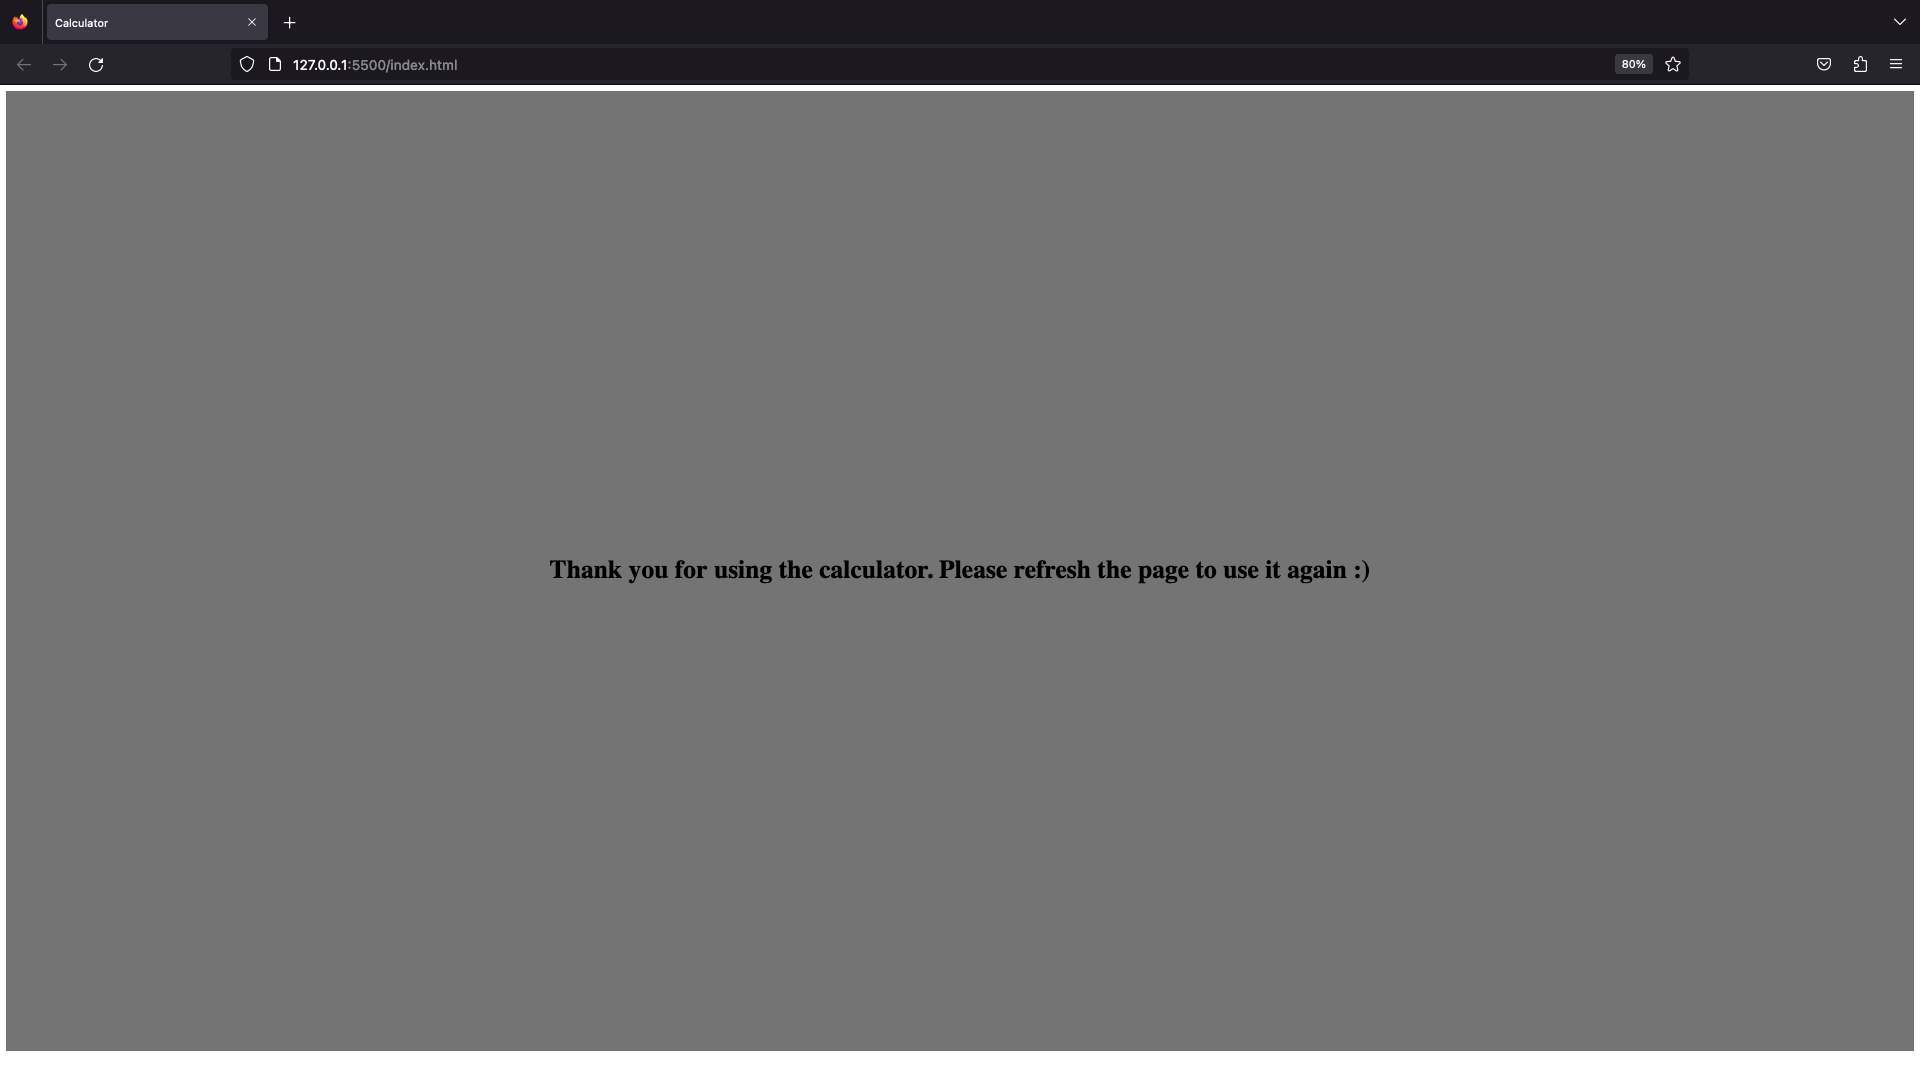 Calculator
127.0.0.1:5500/index.html
80%
Thank you for using the calculator. Please refresh the page to use it again :)